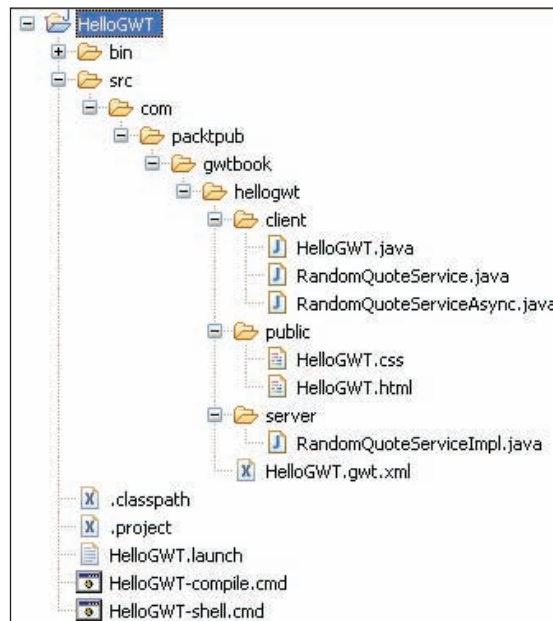 HelloGWT
bin
src
com
packtpub
gwtbook
hellogwt
client
HelloGWT.java
RandomQuoteService.java
RandomQuoteServiceAsync.java
public
HelloGWT.css
HelloGWT.html
server
RandomQuoteServiceImpl.java
HelloGWT.gwt.xml
.classpath
.project
HelloGWT.launch
HelloGWT-compile.cmd
HelloGWT-shell.cmd